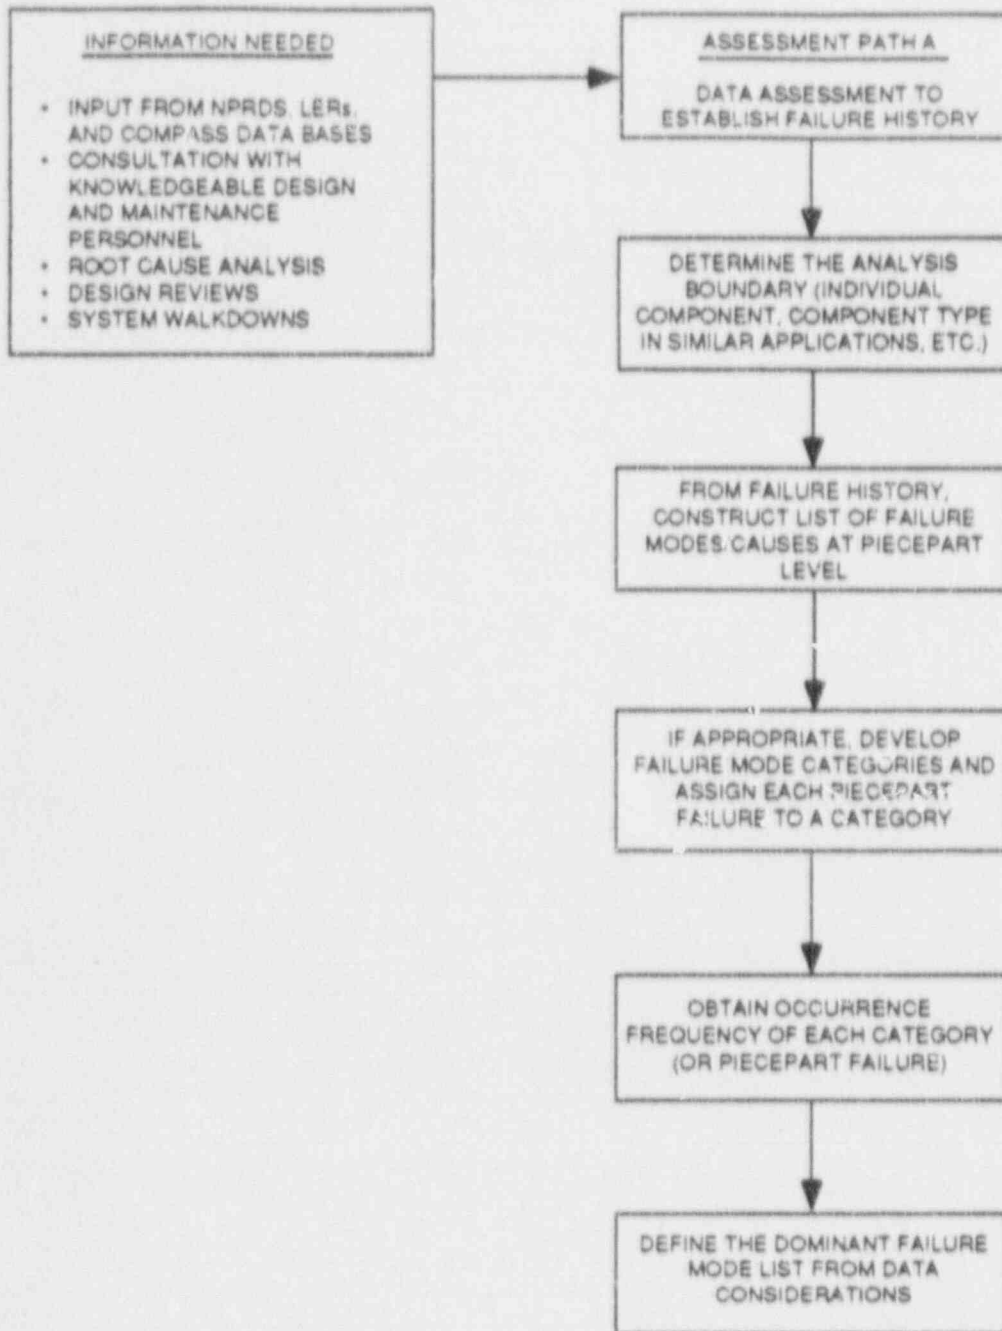 INFORMATION NEEDED
• INPUT FROM NPRDS, LERs,
AND COMPASS DATA BASES
• CONSULTATION WITH
KNOWLEDGEABLE DESIGN
AND MAINTENANCE
PERSONNEL
• ROOT CAUSE ANALYSIS
• DESIGN REVIEWS
• SYSTEM WALKDOWNS
ASSESSMENT PATH A
DATA ASSESSMENT TO
ESTABLISH FAILURE HISTORY
DETERMINE THE ANALYSIS
BOUNDARY (INDIVIDUAL
COMPONENT, COMPONENT TYPE
IN SIMILAR APPLICATIONS, ETC.)
FROM FAILURE HISTORY,
CONSTRUCT LIST OF FAILURE
MODES/CAUSES AT PIECEPART
LEVEL
IF APPROPRIATE, DEVELOP
FAILURE MODE CATEGORIES AND
ASSIGN EACH PIECEPART
FAILURE TO A CATEGORY
OBTAIN OCCURRENCE
FREQUENCY OF EACH CATEGORY
(OR PIECEPART FAILURE)
DEFINE THE DOMINANT FAILURE
MODE LIST FROM DATA
CONSIDERATIONS